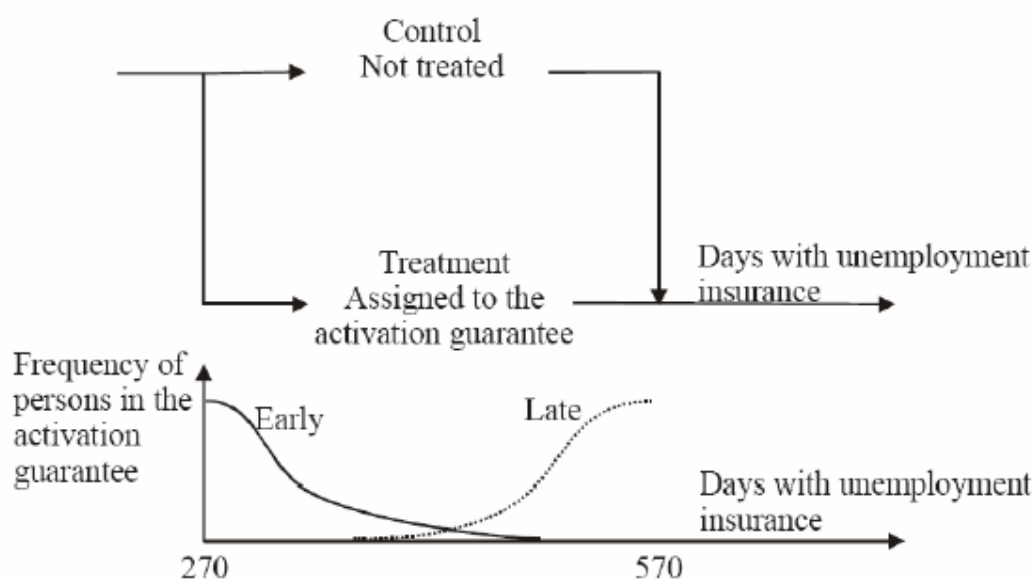 Control
Not treated
Treatment
Assigned to the
activation guarantee
Days with unemployment
insurance
Frequency of
persons in the
activation
guarantee
Early
Late
Days with unemployment
insurance
270
570